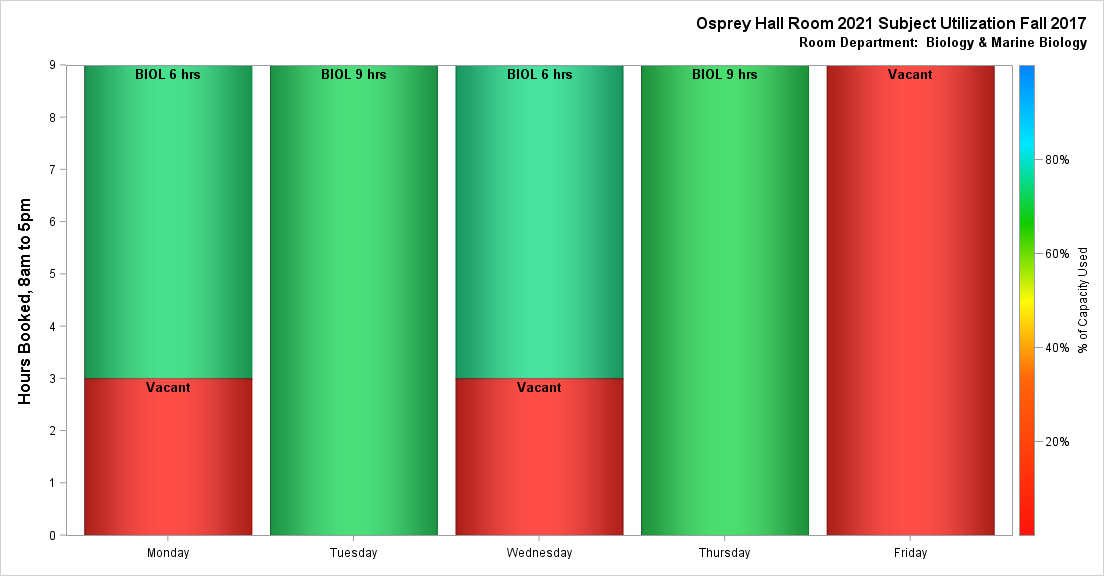 Osprey Hall Room 2021 Subject Utilization Fall 2017
Room Department:  Biology & Marine Biology
Hours Booked, 8am to 5pm
9
8
7
6
5
4
3
2
1
0
BIOL 6 hrs
Vacant
BIOL 9 hrs
BIOL 6 hrs
Vacant
BIOL 9 hrs
Vacant
Monday
Tuesday
Wednesday
Thursday
Friday
80%
60%
40%
20%
% of Capacity Used